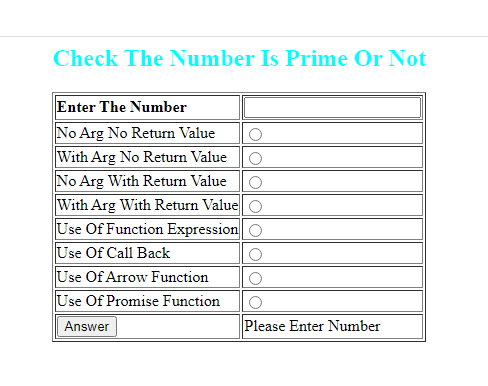 Check The Number Is Prime Or Not
Enter The Number
No Arg No Return Value
With Arg No Return Value
No Arg With Return Value
With Arg With Return Value
Use Of Function Expression
Use Of Call Back
Use Of Arrow Function
Use Of Promise Function
Answer Please Enter Number